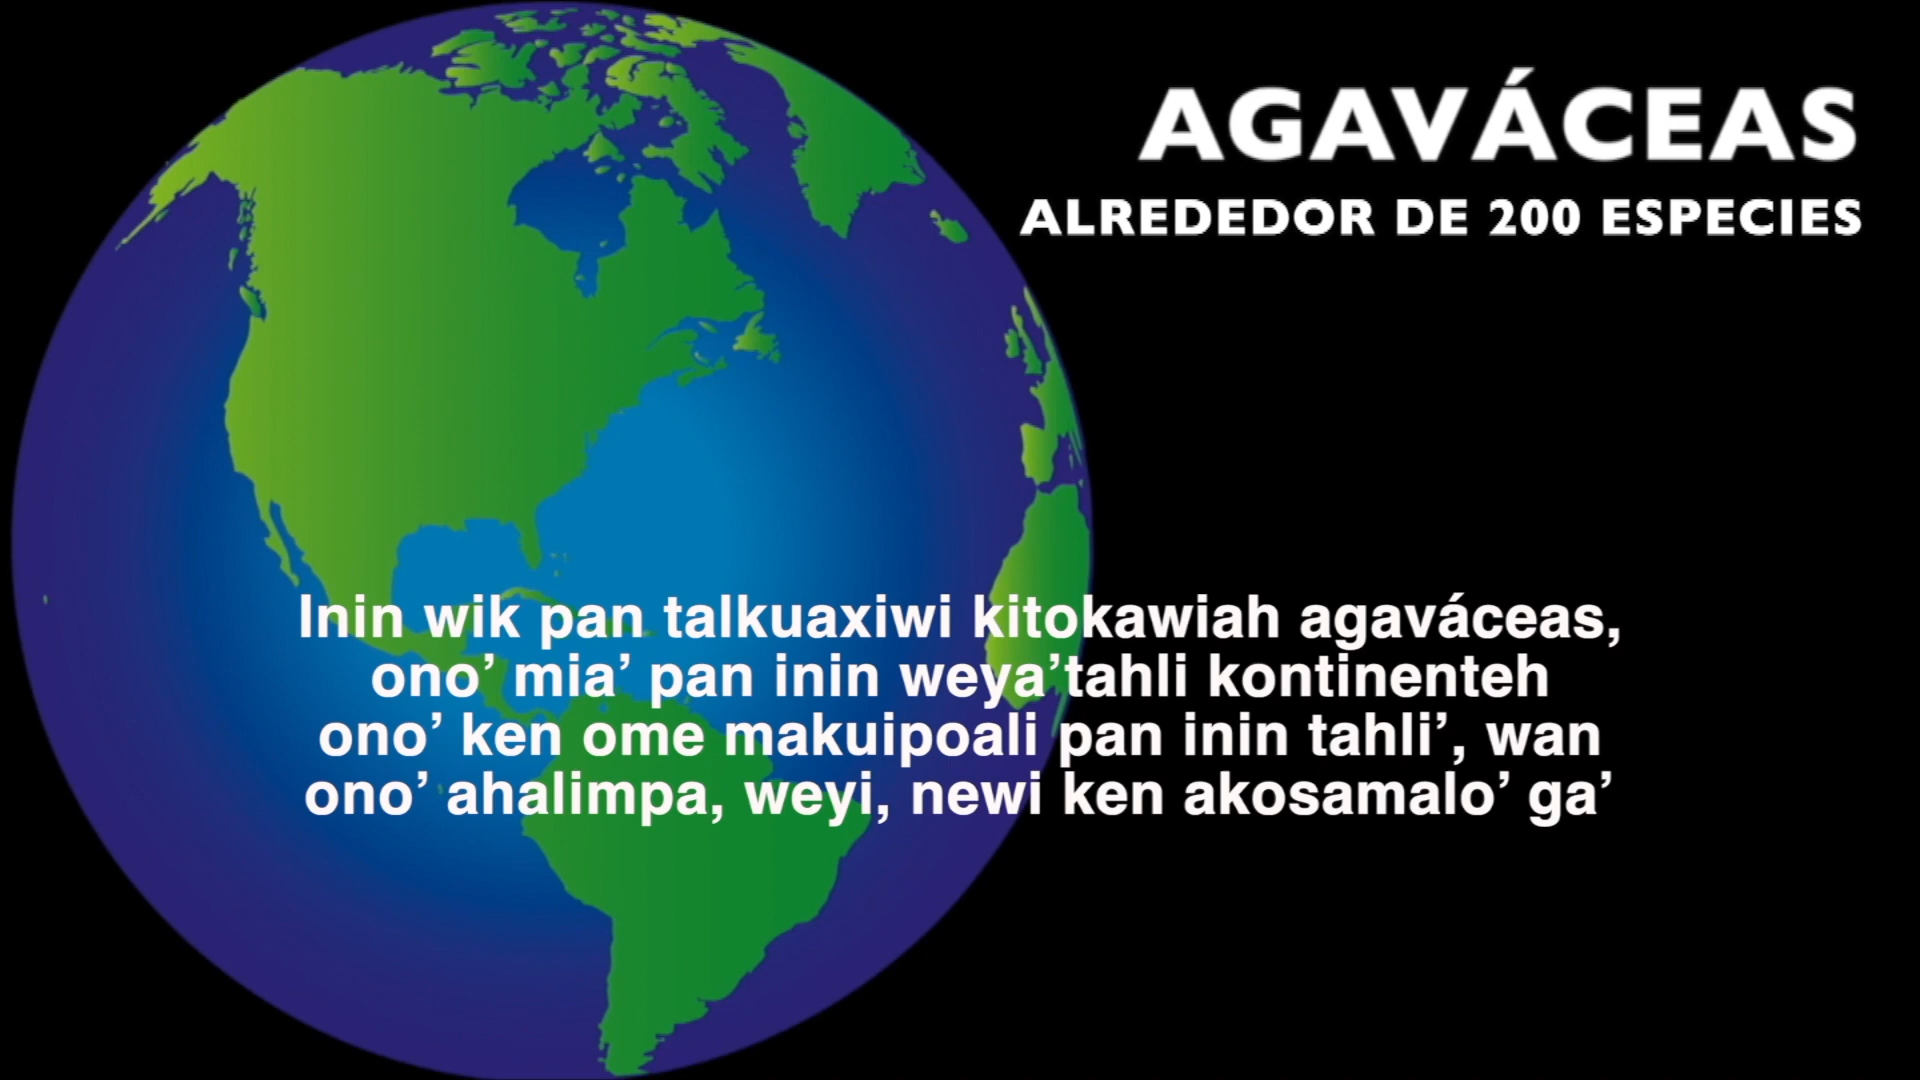 AGAVÁCEAS
ALREDEDOR DE 200 ESPECIES
Inin wik pan talkuaxiwi kitokawiah agaváceas,
ono’ mia’ pan inin weya’tahli kontinenteh
ono’ ken ome makuipoali pan inin tahli’, wan
ono’ ahalimpa, weyi, newi ken akosamalo’ ga’